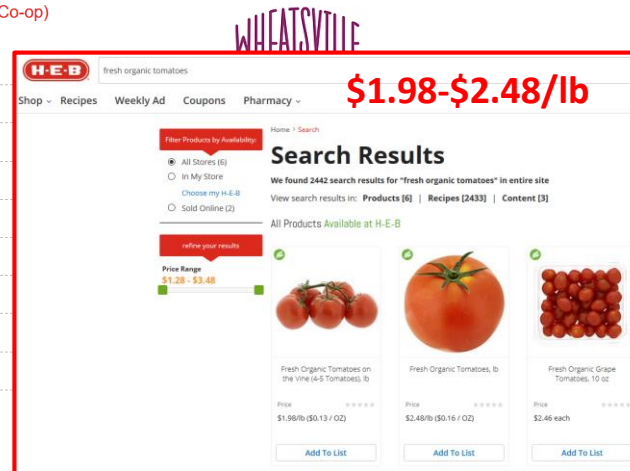 Co-op)
WHEATSVILLE
H-E-B
fresh organic tomatoes
Shop Recipes Weekly Ad Coupons Pharmacy
$1.98-$2.48/lb
Home > Search
Filter Products by Availability:
All Stores (6)
In My Store
Choose my H-E-B
Sold Online (2)
refine your results
Price Range
$1.28 - $3.48
Search Results
We found 2442 search results for "fresh organic tomatoes" in entire site
View search results in: Products [6] | Recipes [2433] | Content [3]
All Products Available at H-E-B
Fresh Organic Tomatoes on
the Vine (4-5 Tomatoes), lb
Price
$1.98/lb ($0.13 / OZ)
Add To List
Fresh Organic Tomatoes, lb
Price
$2.48/lb ($0.16 / OZ)
Add To List
Fresh Organic Grape
Tomatoes, 10 oz
Price
$2.46 each
Add To List